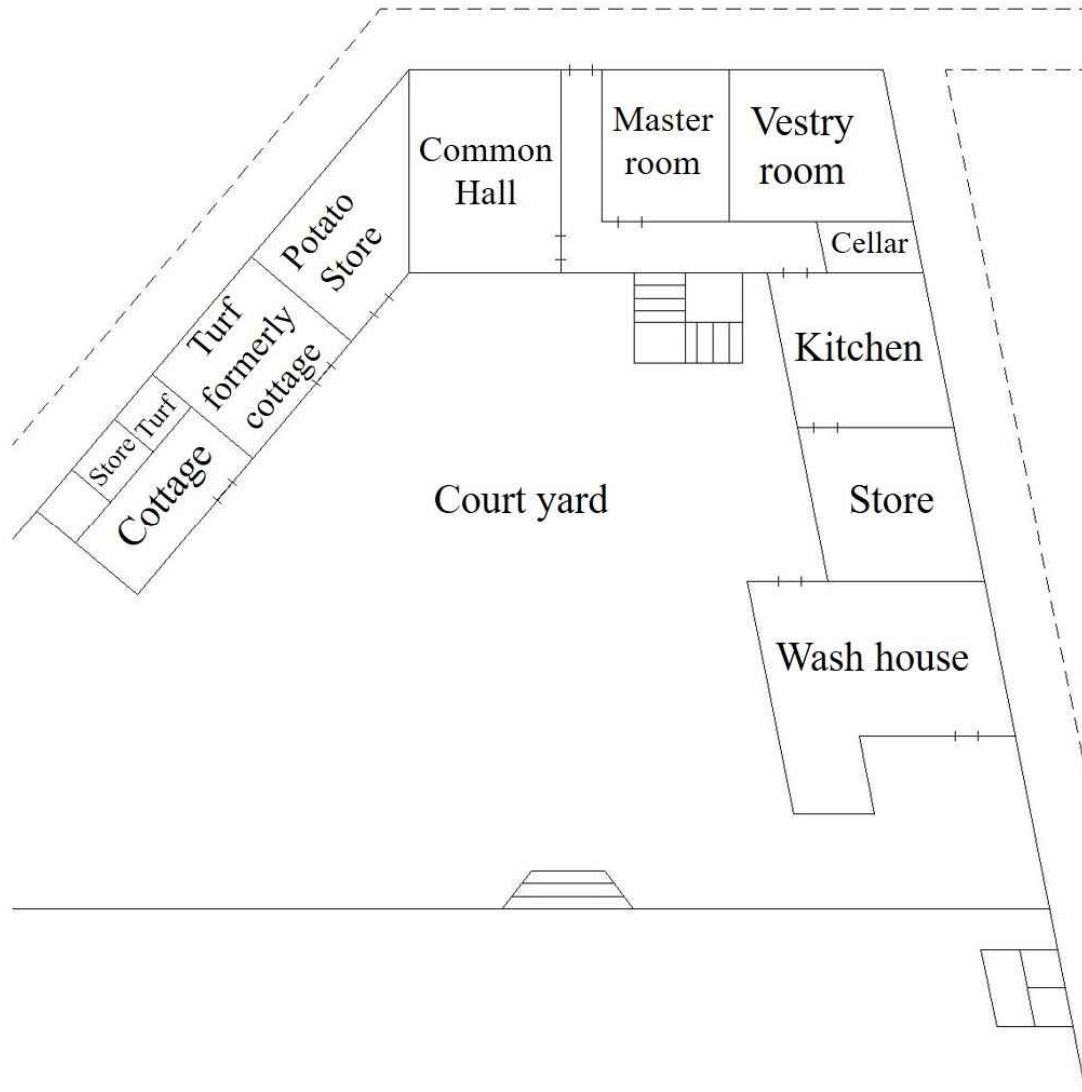 Common
Hall
Master
room
Vestry
room
Cellar
Potato
Store
Turf
formerly
cottage
Turf
Store
Cottage
Kitchen
Court yard
Store
Wash house